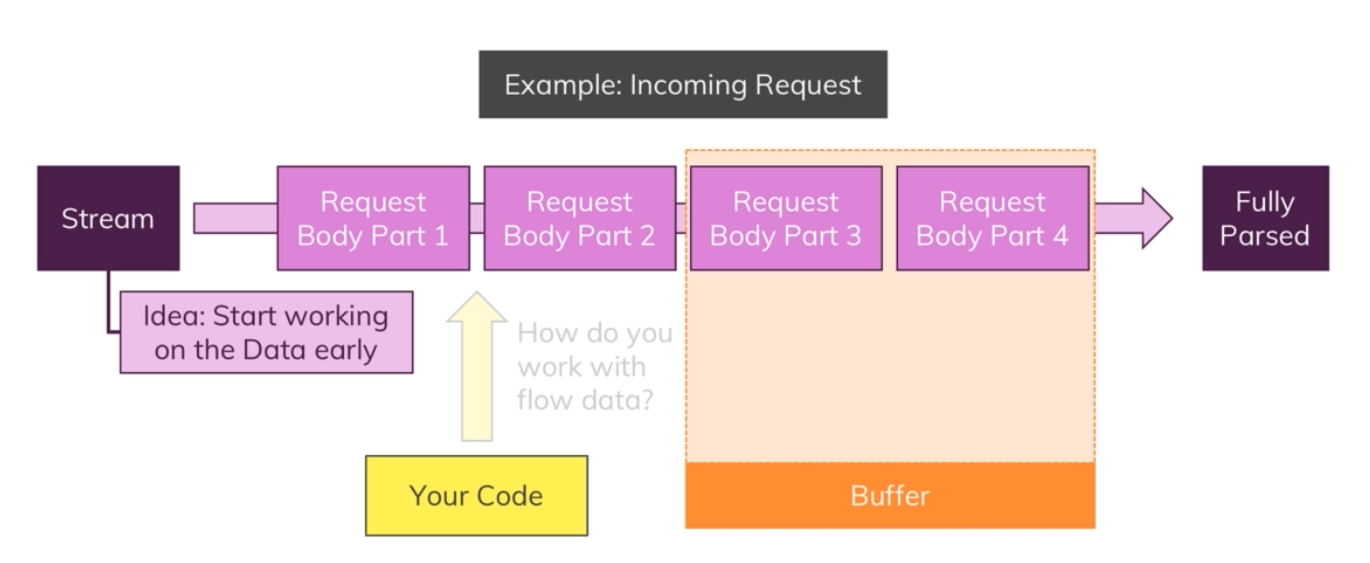 Example: Incoming Request
Stream
Request
Body Part 1
Request
Body Part 2
Request
Body Part 3
Request
Body Part 4
Fully
Parsed
Idea: Start working
on the Data early
How do you
work with
flow data?
Your Code
Buffer